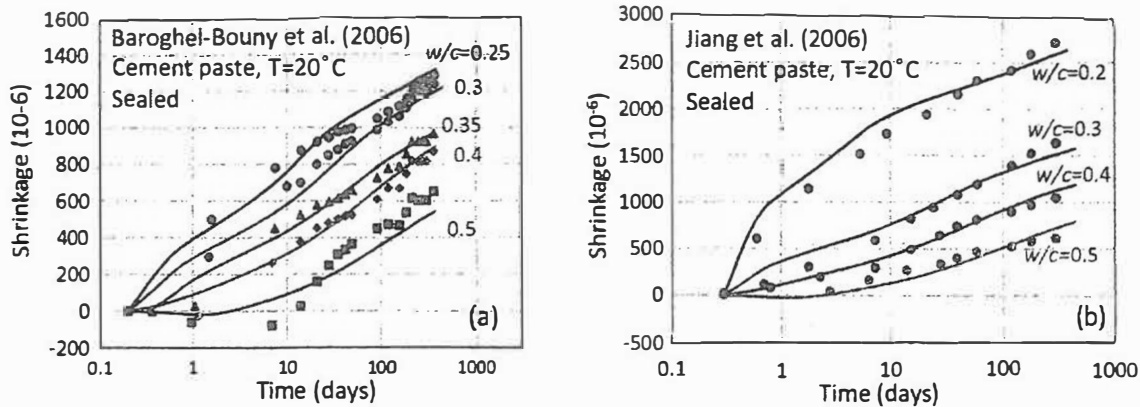 Shrinkage (10-6)
1600
1400
1200
1000
800
600
400
200
0
-200
Baroghel-Bouny et al. (2006)
Cement paste, T=20°C
Sealed
w/c=0.25
0.3
0.35
0.4
0.5
(a)
0.1
1
10
100
1000
Time (days)
Shrinkage (10⁻⁶)
3000
2500
2000
1500
1000
500
0
-500
Jiang et al. (2006)
Cement paste, T=20°C
Sealed
w/c=0.2
w/c=0.3
w/c=0.4
w/c=0.5
(b)
0.1
1
10
100
1000
Time (days)